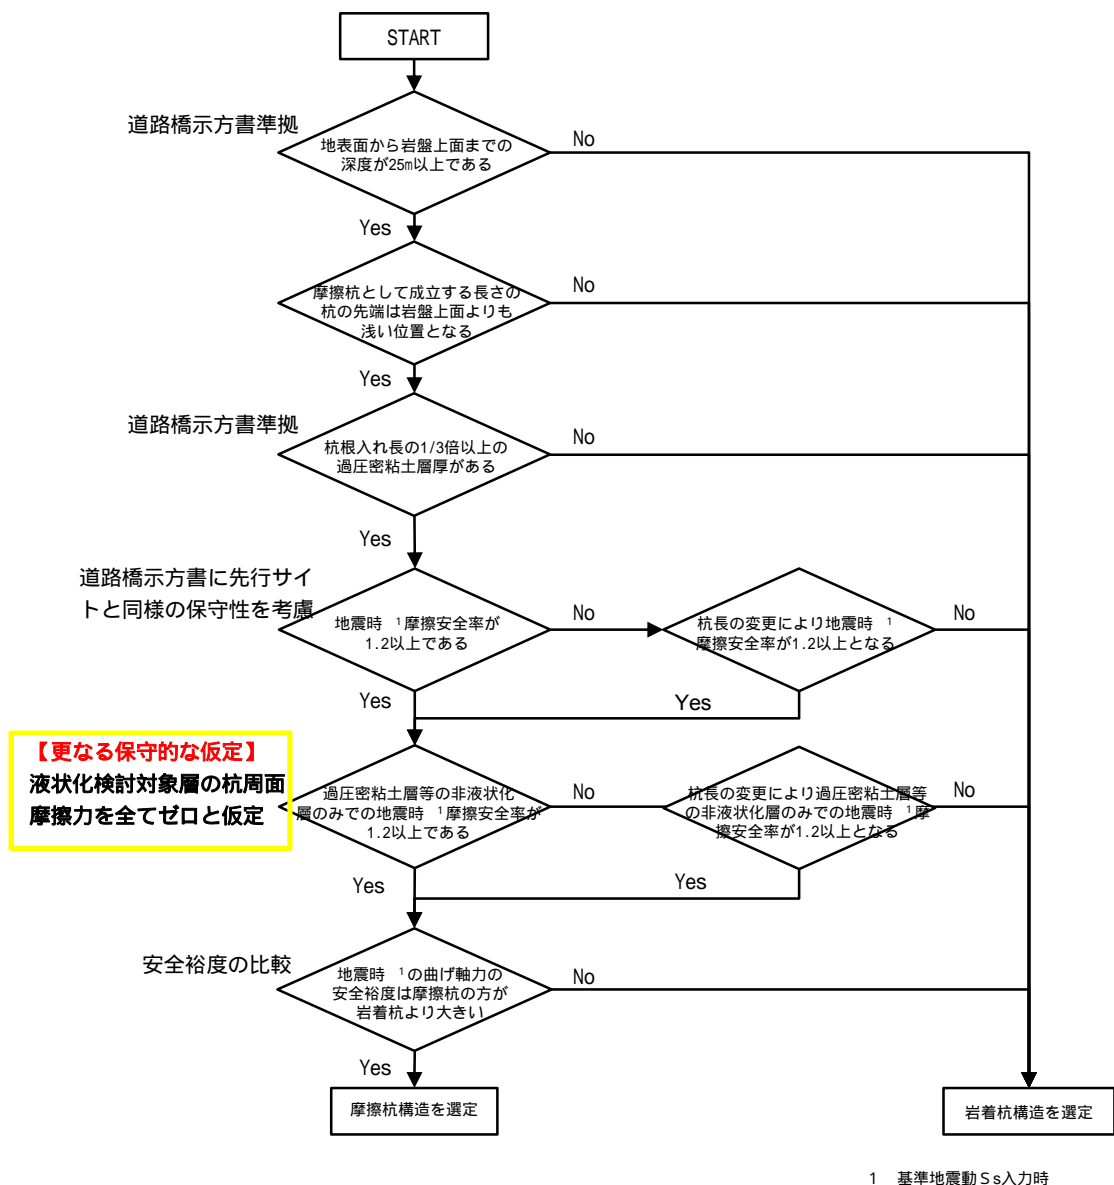 START
道路橋示方書準拠
地表面から岩盤上面までの
深度が25m以上である
No
Yes
摩擦杭として成立する長さの
杭の先端は岩盤上面よりも
浅い位置となる
No
Yes
道路橋示方書準拠
杭根入れ長の1/3倍以上の
過圧密粘土層厚がある
No
Yes
道路橋示方書に先行サイ
トと同様の保守性を考慮
地震時 ¹摩擦安全率が
1.2以上である
No
杭長の変更により地震時 ¹
摩擦安全率が1.2以上となる
No
Yes
Yes
【更なる保守的な仮定】
液状化検討対象層の杭周面
摩擦力を全てゼロと仮定
過圧密粘土層等の非液状化
層のみでの地震時 ¹摩擦安全率が
1.2以上である
No
杭長の変更により過圧密粘土層等
の非液状化層のみでの地震時 ¹摩
擦安全率が1.2以上となる
No
Yes
Yes
安全裕度の比較
地震時 ¹の曲げ軸力の
安全裕度は摩擦杭の方が
岩着杭より大きい
No
Yes
摩擦杭構造を選定
岩着杭構造を選定
1 基準地震動Ss入力時